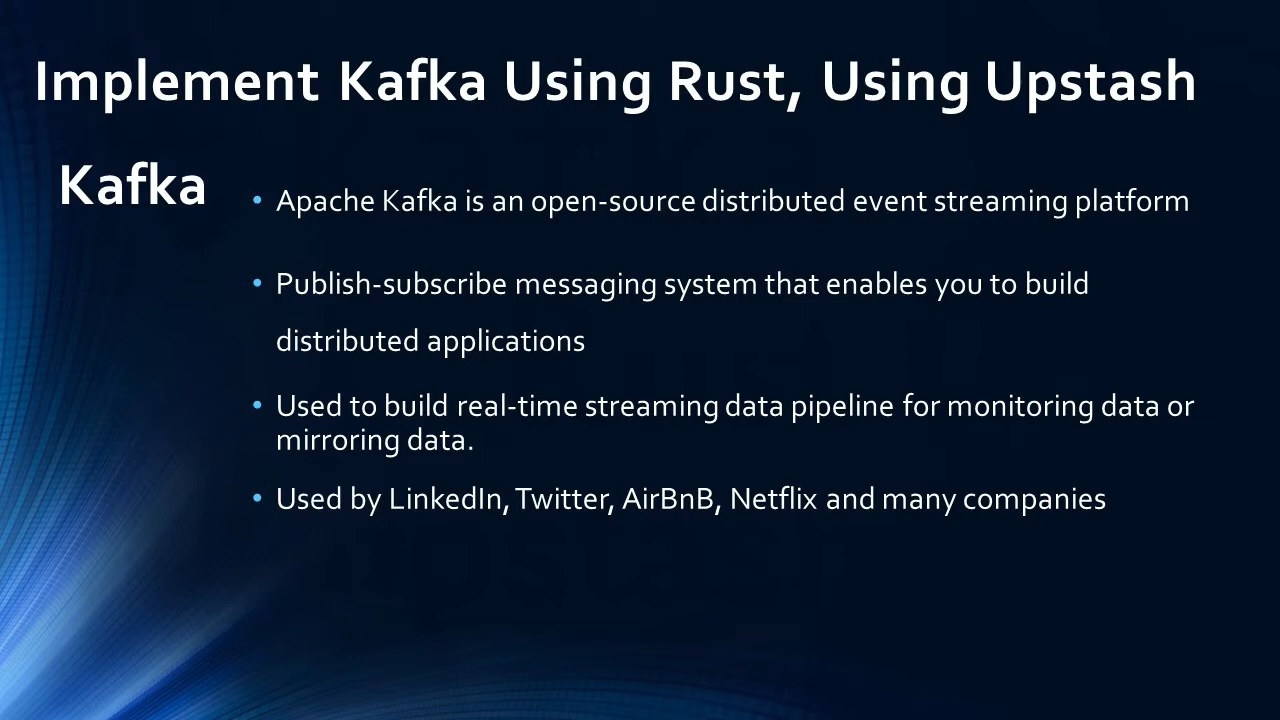 Implement Kafka Using Rust, Using Upstash
Kafka
• Apache Kafka is an open-source distributed event streaming platform
• Publish-subscribe messaging system that enables you to build
distributed applications
• Used to build real-time streaming data pipeline for monitoring data or
mirroring data.
• Used by LinkedIn, Twitter, AirBnB, Netflix and many companies